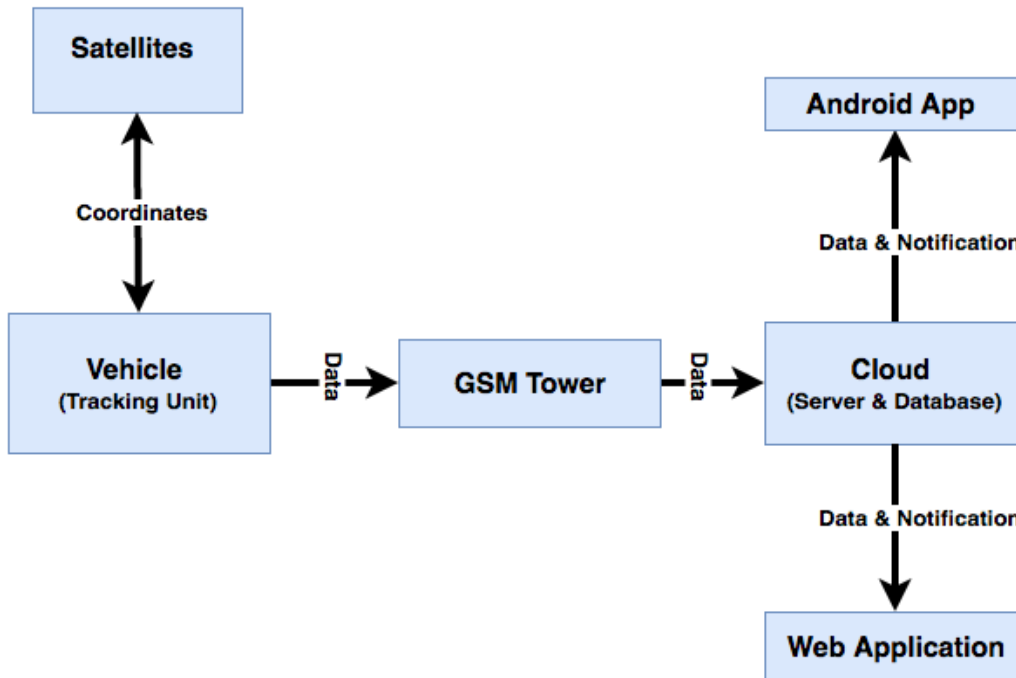 Satellites
Android App
Coordinates
Data & Notification
Vehicle
(Tracking Unit)
Data
GSM Tower
Data
Cloud
(Server & Database)
Data & Notification
Web Application